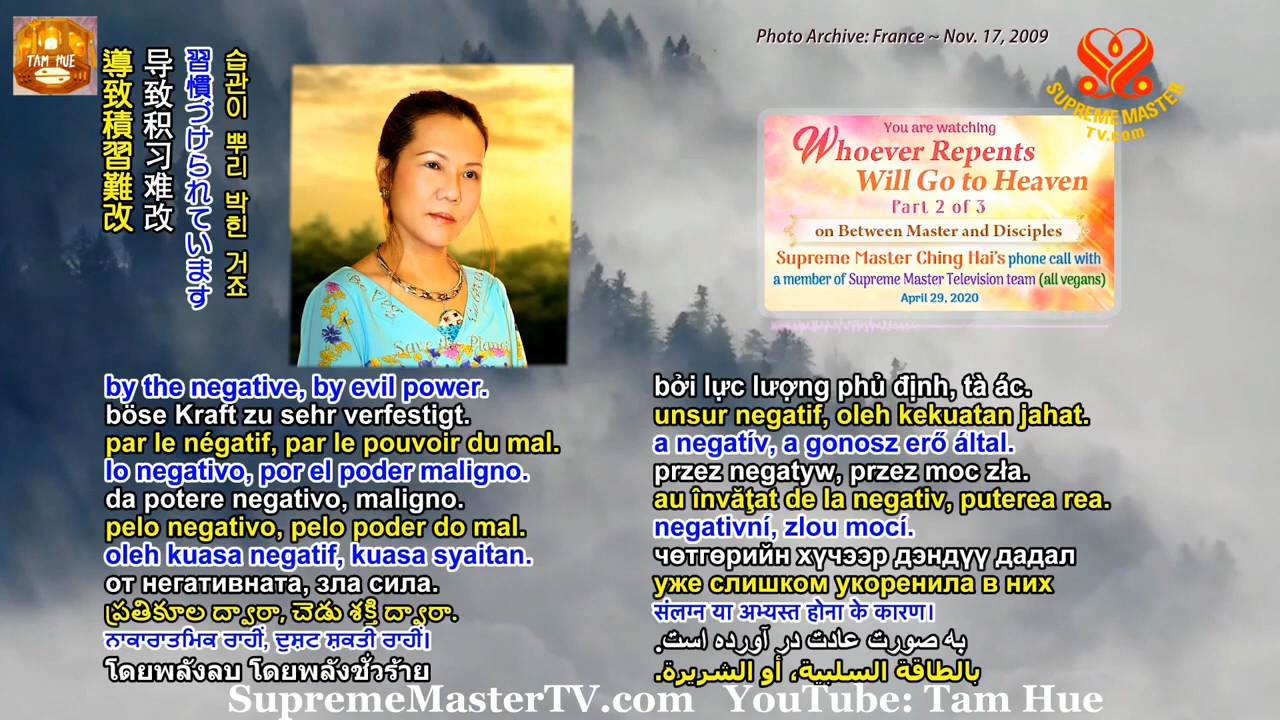 TAM HUE
導致積習難改
导致积习难改
習慣づけられています
습관이 뿌리 박힌 거죠
Photo Archive: France ~ Nov. 17, 2009
SUPREME MASTER
TV.com
You are watching
Whoever Repents
Will Go to Heaven
Part 2 of 3
on Between Master and Disciples
Supreme Master Ching Hai's phone call with
a member of Supreme Master Television team (all vegans)
April 29, 2020
Save the Planet
by the negative, by evil power.
böse Kraft zu sehr verfestigt.
par le négatif, par le pouvoir du mal.
lo negativo, por el poder maligno.
da potere negativo, maligno.
pelo negativo, pelo poder do mal.
oleh kuasa negatif, kuasa syaitan.
от негативната, зла сила.
ప్రతికూల ద్వారా, చెడు శక్తి ద్వారా.
ਨਾਕਾਰਾਤਮਿਕ ਰਾਹੀਂ, ਦੁਸ਼ਟ ਸ਼ਕਤੀ ਰਾਹੀਂ।
โดยพลังลบ โดยพลังชั่วร้าย
bởi lực lượng phủ định, tà ác.
unsur negatif, oleh kekuatan jahat.
a negatív, a gonosz erő által.
przez negatyw, przez moc zła.
au învăţat de la negativ, puterea rea.
negativní, zlou mocí.
чөтгөрийн хүчээр дэндүү дадал
уже слишком укоренила в них
संलग्न या अभ्यस्त होना के कारण।
به صورت عادت در آورده است.
بالطاقة السلبية، أو الشريرة.
SupremeMasterTV.com YouTube: Tam Hue